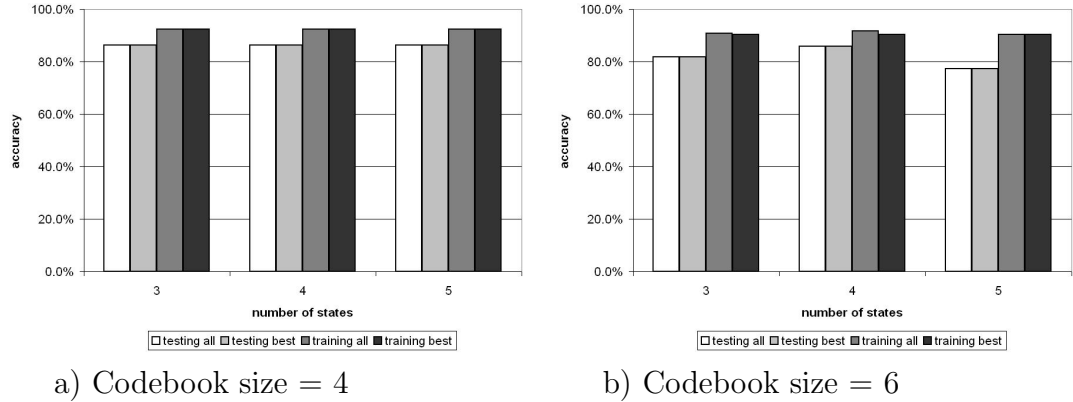 100.0%
80.0%
60.0%
40.0%
20.0%
0.0%
accuracy
3 4 5
number of states
testing all testing best training all training best
a) Codebook size = 4
100.0%
80.0%
60.0%
40.0%
20.0%
0.0%
accuracy
3 4 5
number of states
testing all testing best training all training best
b) Codebook size = 6